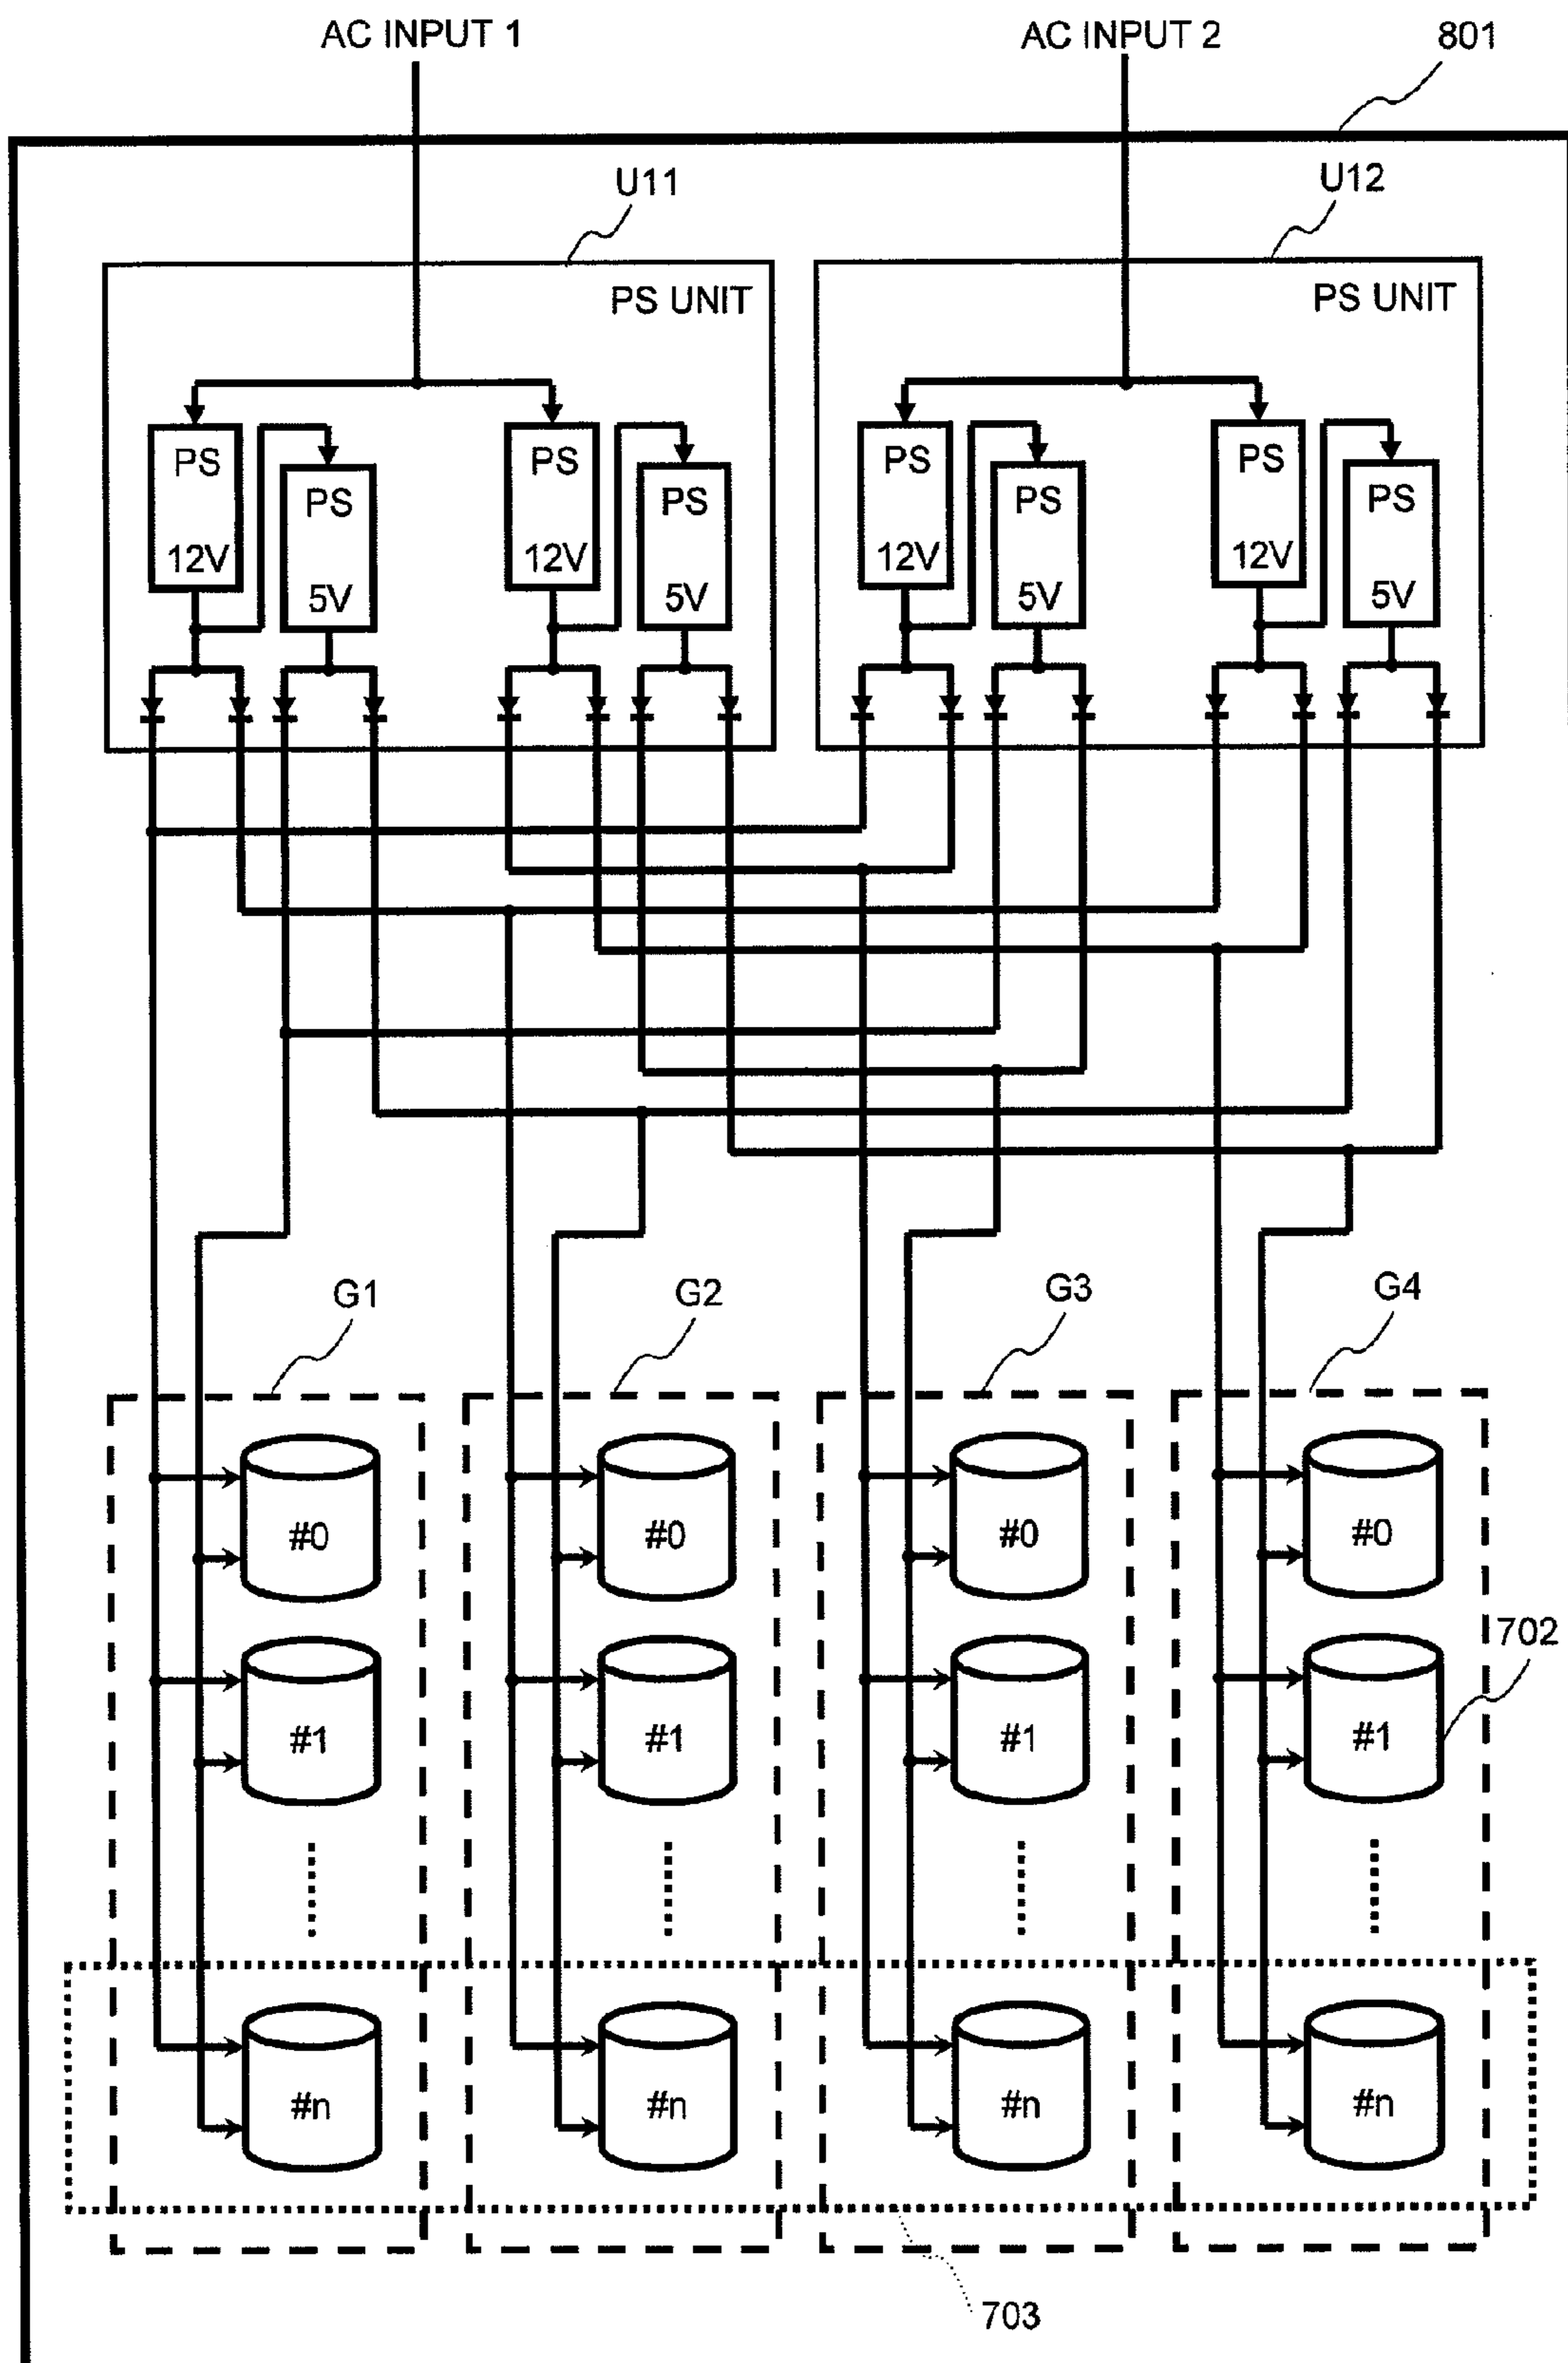 AC INPUT 1
AC INPUT 2
801
U11
U12
PS UNIT
PS UNIT
PS
12V
PS
5V
PS
12V
PS
5V
PS
12V
PS
5V
PS
12V
PS
5V
G1
G2
G3
G4
#0
#0
#0
#0
702
#1
#1
#1
#1
#n
#n
#n
#n
703